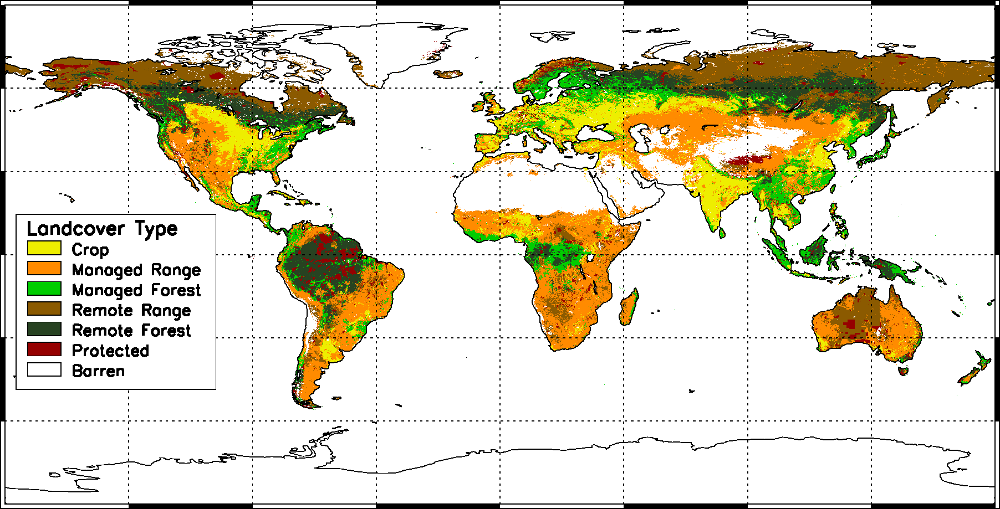 Landcover Type
Crop
Managed Range
Managed Forest
Remote Range
Remote Forest
Protected
Barren